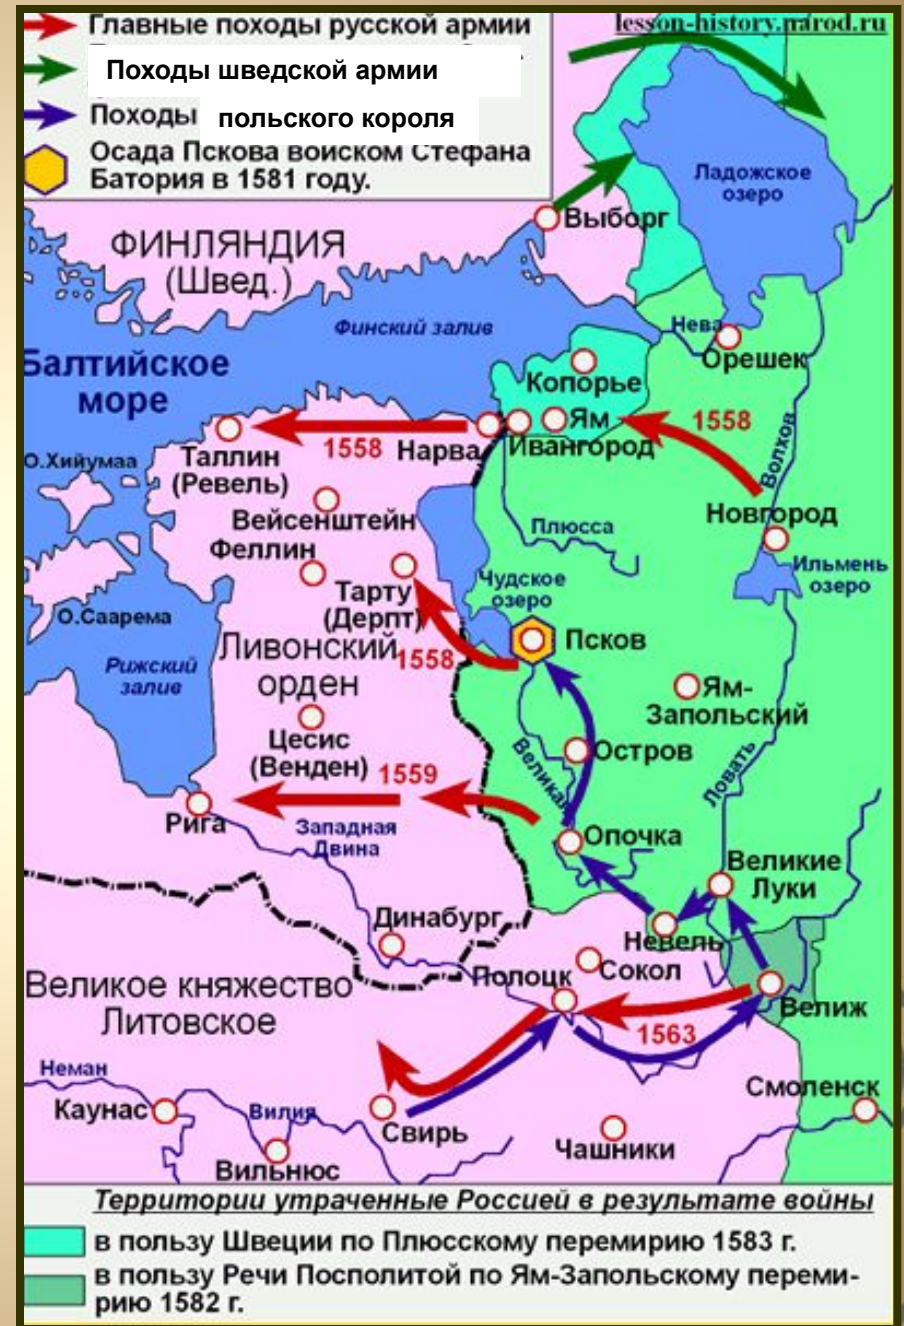 Главные походы русской армии
lesson-history.narod.ru
Походы шведской армии
Походы польского короля
Осада Пскова войском Стефана
Батория в 1581 году.
Ладожское
озеро
Выборг
ФИНЛЯНДИЯ
(Швед.)
Финский залив
Нева
Орешек
Балтийское
море
Копорье
Ям
1558
Волхов
Нарва
Ивангород
1558
Таллин
(Ревель)
О.Хийумаа
Вейсенштейн
Новгород
Плюсса
Феллин
Ильмень
озеро
Чудское
озеро
Тарту
(Дерпт)
О.Саарема
Псков
Ливонский
орден
1558
Рижский
залив
Ям-
Запольский
Цесис
(Венден)
Остров
Великая
Ловать
1559
Рига
Западная
Двина
Опочка
Великие
Луки
Динабург
Невель
Сокол
Полоцк
Велиж
Великое княжество
Литовское
1563
Неман
Смоленск
Каунас
Вилия
Свирь
Чашники
Вильнюс
Территории утраченные Россией в результате войны
в пользу Швеции по Плюсскому перемирию 1583 г.
в пользу Речи Посполитой по Ям-Запольскому переми-
рию 1582 г.